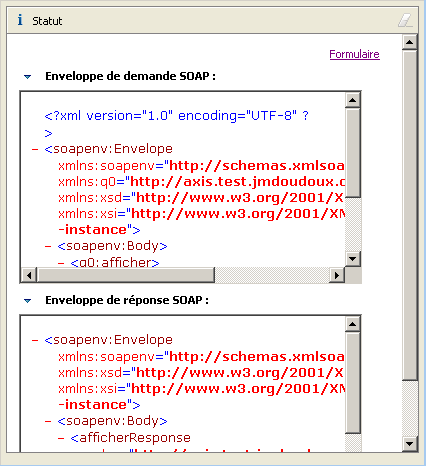 Statut
Formulaire
Enveloppe de demande SOAP :
<?xml version="1.0" encoding="UTF-8" ?
>
− <soapenv:Envelope
xmlns:soapenv="http://schemas.xmlsoa
xmlns:q0="http://axis.test.jmdoudoux.
xmlns:xsd="http://www.w3.org/2001/X
xmlns:xsi="http://www.w3.org/2001/XM
-instance">
− <soapenv:Body>
− <q0:afficher>
Enveloppe de réponse SOAP :
− <soapenv:Envelope
xmlns:soapenv="http://schemas.xmlsoa
xmlns:xsd="http://www.w3.org/2001/X
xmlns:xsi="http://www.w3.org/2001/XM
-instance">
− <soapenv:Body>
− <afficherResponse